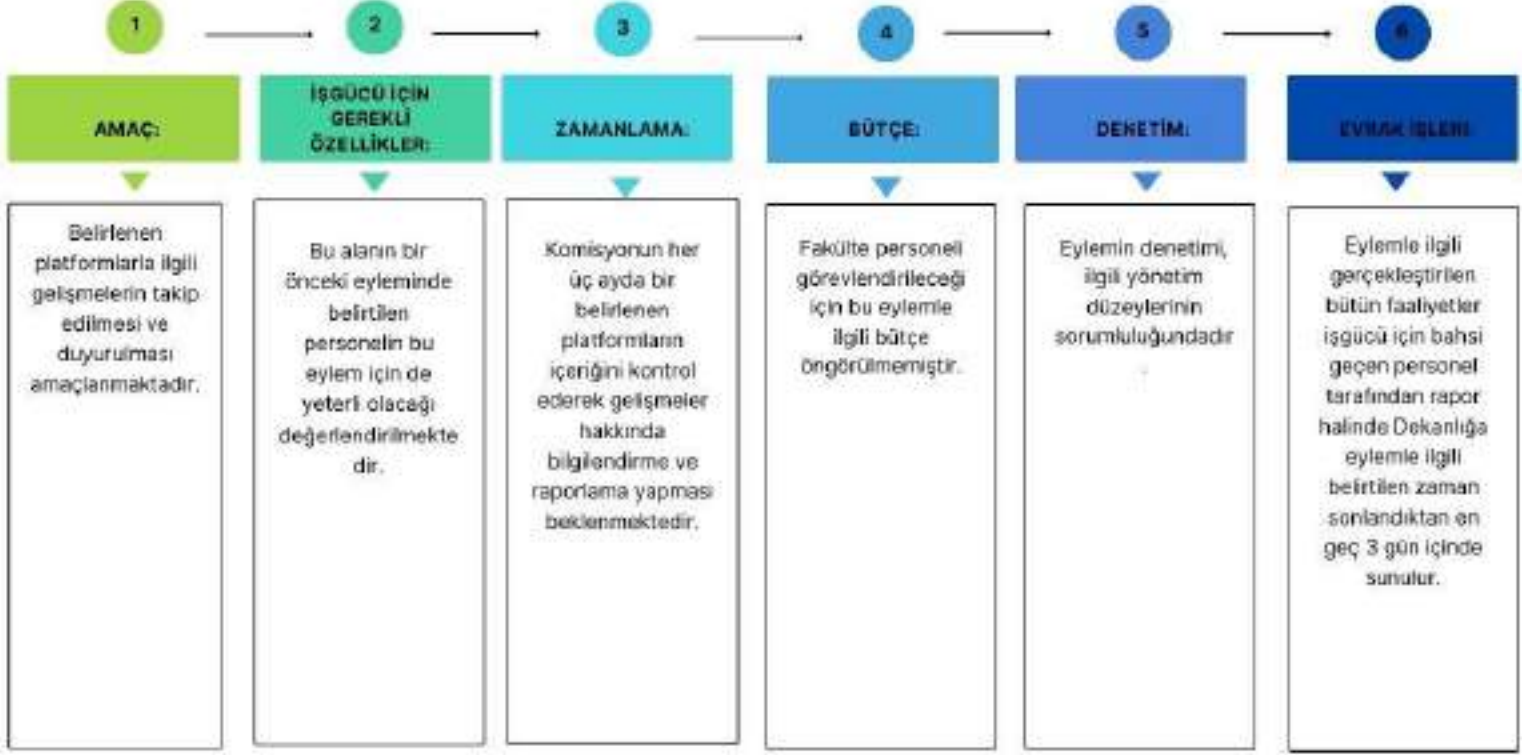 1
2
3
4
5
6
AMAÇ:
İŞGÜCÜ İÇİN
GEREKLİ
ÖZELLİKLER:
ZAMANLAMA:
BÜTÇE:
DENETİM:
EVRAK İŞLERİ:
Belirlenen
platformlarla ilgili
gelişmelerin takip
edilmesi ve
duyurulması
amaçlanmaktadır.
Bu alanın bir
önceki eyleminde
belirtilen
personelin bu
eylem için de
yeterli olacağı
değerlendirilmekte
dir.
Komisyonun her
üç ayda bir
belirlenen
platformların
içeriğini kontrol
ederek gelişmeler
hakkında
bilgilendirme ve
raporlama yapması
beklenmektedir.
Fakülte personeli
görevlendirileceği
için bu eylemle
ilgili bütçe
öngörülmemiştir.
Eylemin denetimi,
ilgili yönetim
düzeylerinin
sorumluluğundadır
.
Eylemle ilgili
gerçekleştirilen
bütün faaliyetler
işgücü için bahsi
geçen personel
tarafından rapor
halinde Dekanlığa
eylemle ilgili
belirtilen zaman
sonlandıktan en
geç 3 gün içinde
sunulur.